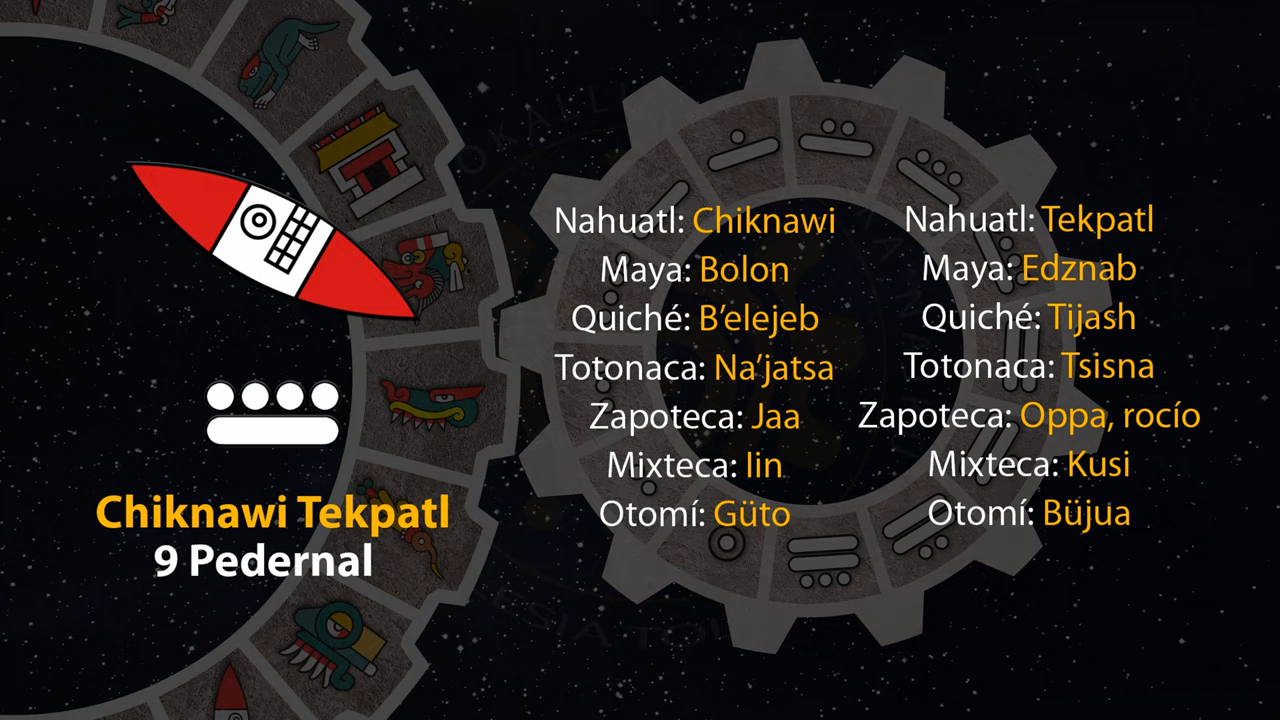 Nahuatl: Chiknawi
Maya: Bolon
Quiché: B’elejeb
Totonaca: Na’jatsa
Zapoteca: Jaa
Mixteca: Iin
Otomí: Güto
Nahuatl: Tekpatl
Maya: Edznab
Quiché: Tijash
Totonaca: Tsisna
Zapoteca: Oppa, rocío
Mixteca: Kusi
Otomí: Büjua
Chiknawi Tekpatl
9 Pedernal